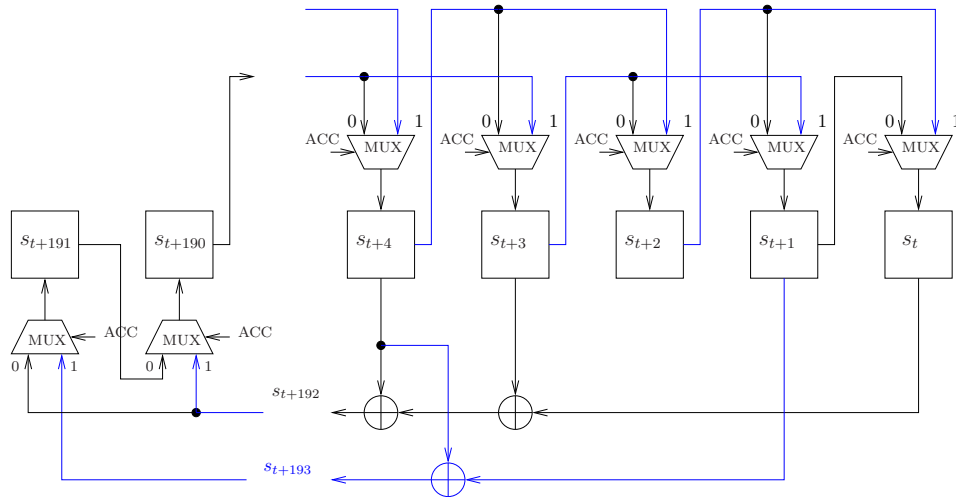 0 1 0 1 0 1 0 1 0 1
ACC MUX ACC MUX ACC MUX ACC MUX ACC MUX
s_{t+191} s_{t+190} s_{t+4} s_{t+3} s_{t+2} s_{t+1} s_t
MUX ACC MUX ACC
0 1 0 1
s_{t+192}
s_{t+193}